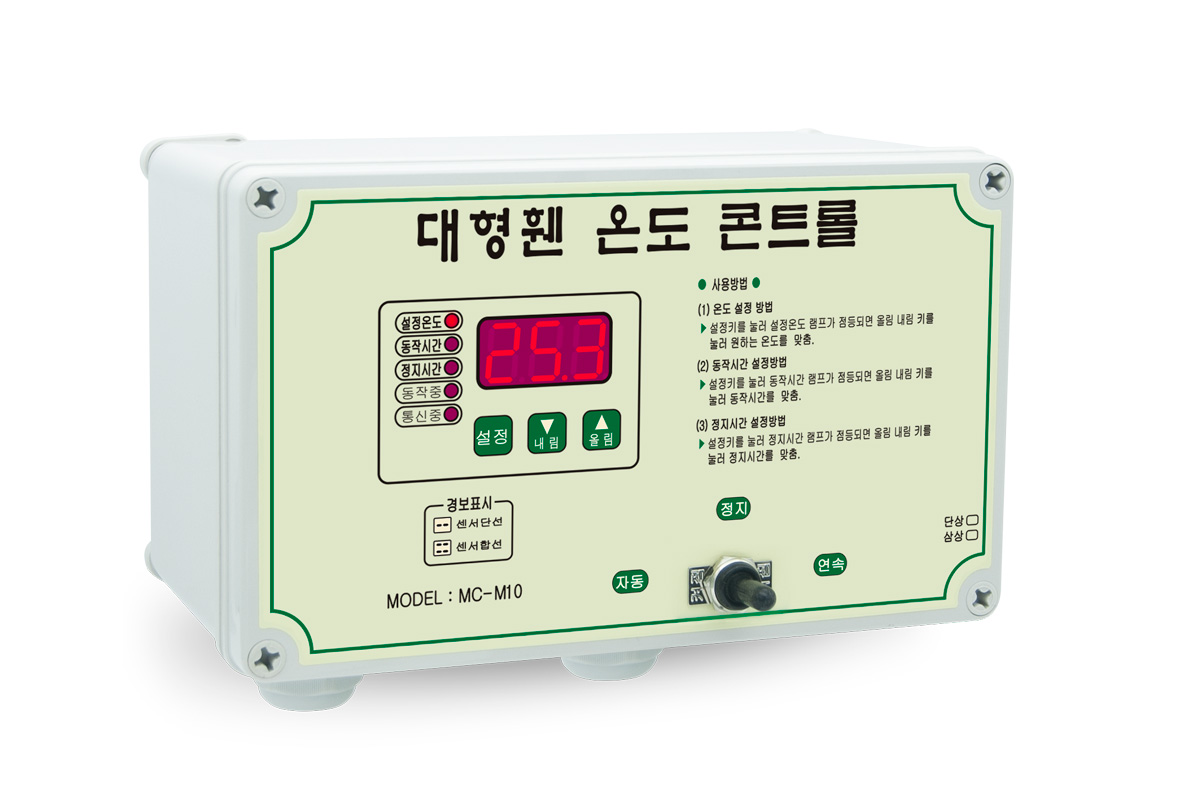 대형휀 온도 콘트롤
설정온도
동작시간
정지시간
동작중
통신중
25.3
설정
내림
올림
경보표시
센서단선
센서합선
MODEL : MC-M10
사용방법
(1) 온도 설정 방법
설정키를 눌러 설정온도 램프가 점등되면 올림 내림 키를
눌러 원하는 온도를 맞춤.
(2) 동작시간 설정방법
설정키를 눌러 동작시간 램프가 점등되면 올림 내림 키를
눌러 동작시간를 맞춤.
(3) 정지시간 설정방법
설정키를 눌러 정지시간 램프가 점등되면 올림 내림 키를
눌러 정지시간를 맞춤.
정지
자동
연속
단상
삼상